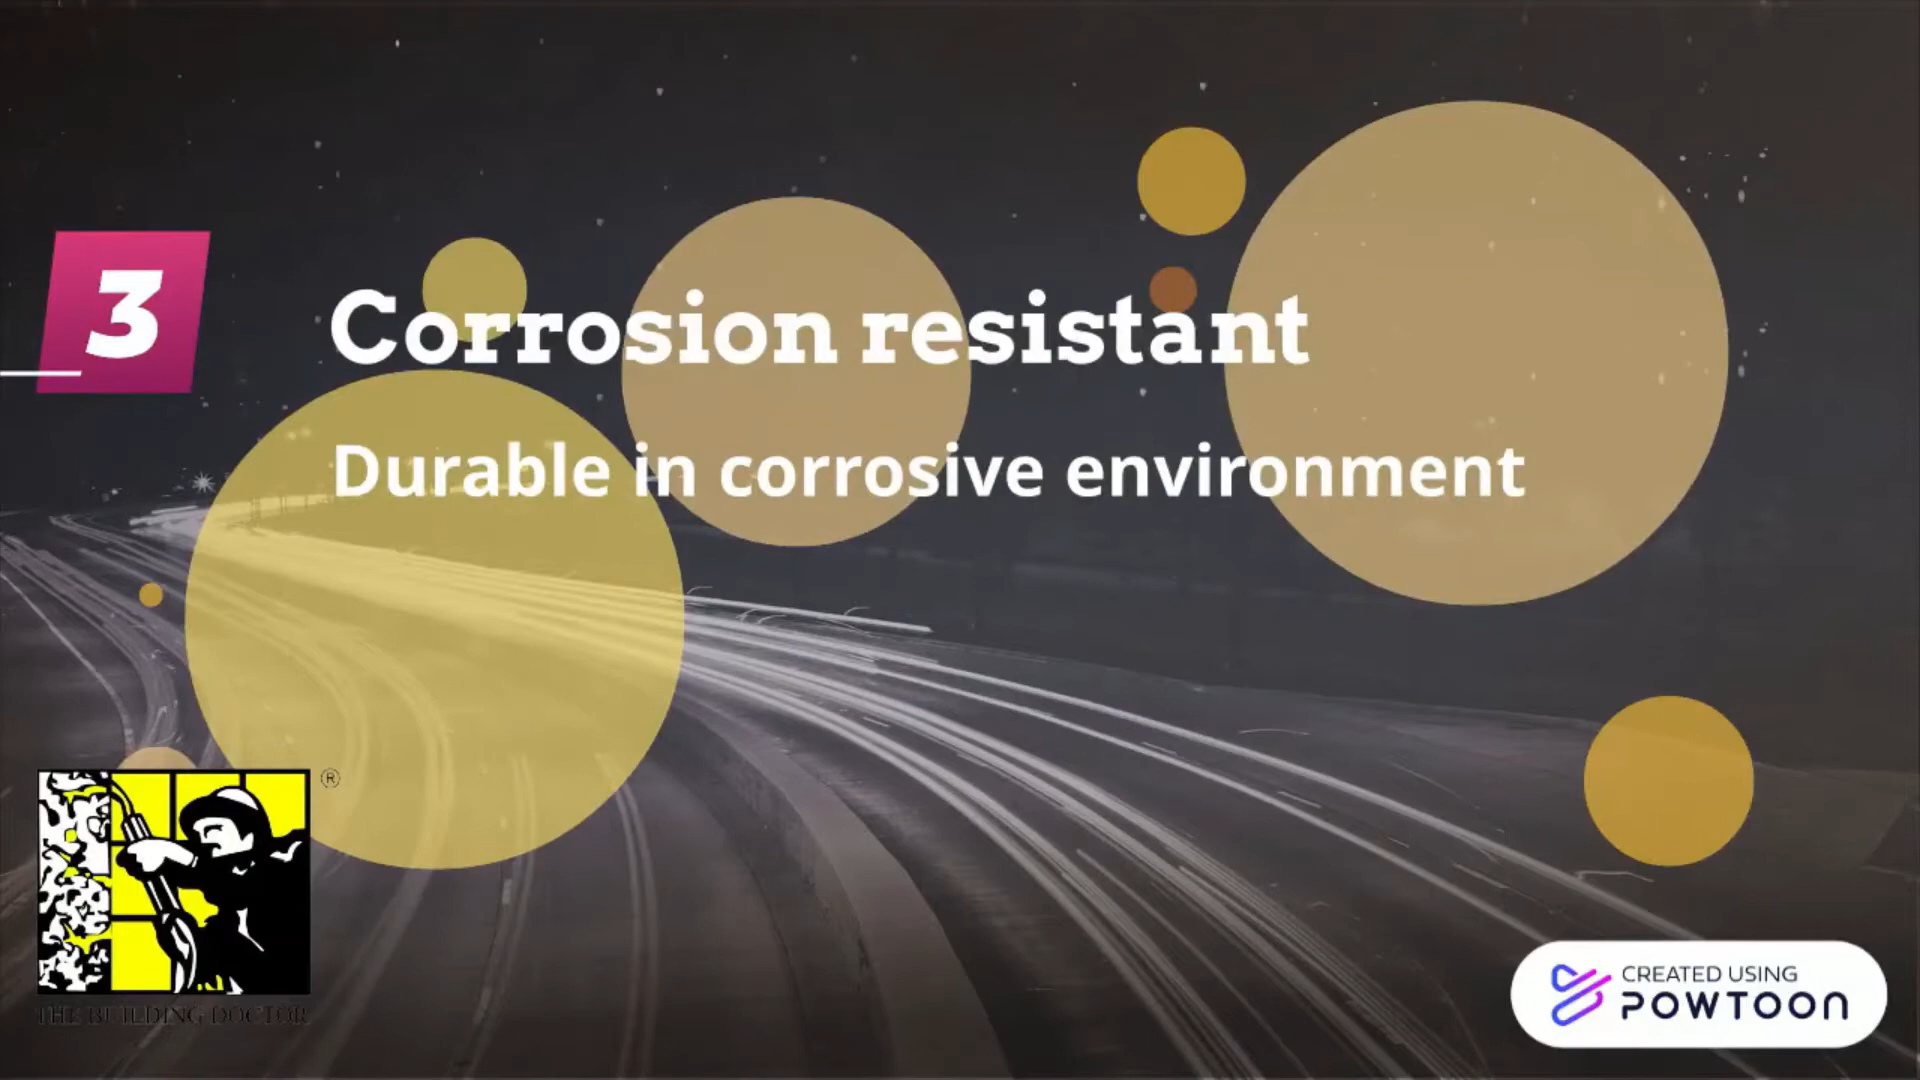 3
Corrosion resistant
Durable in corrosive environment
®
THE BUILDING DOCTOR
CREATED USING
POWTOON